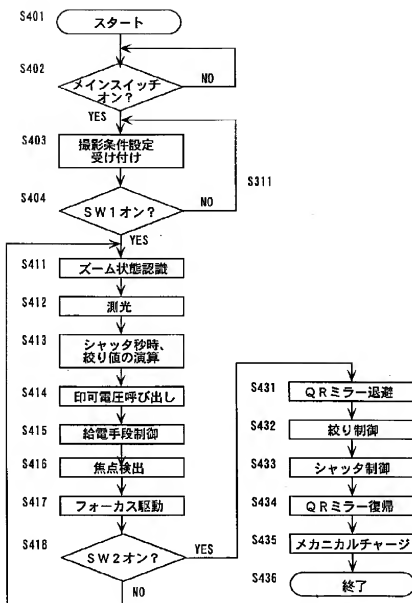 S401
スタート
S402
メインスイッチ
オン?
NO
YES
S403
撮影条件設定
受け付け
S404
SW1オン?
NO
S311
YES
S411
ズーム状態認識
S412
測光
S413
シャッタ秒時、
絞り値の演算
S414
印可電圧呼び出し
S415
給電手段制御
S416
焦点検出
S417
フォーカス駆動
S418
SW2オン?
YES
NO
S431
QRミラー退避
S432
絞り制御
S433
シャッタ制御
S434
QRミラー復帰
S435
メカニカルチャージ
S436
終了